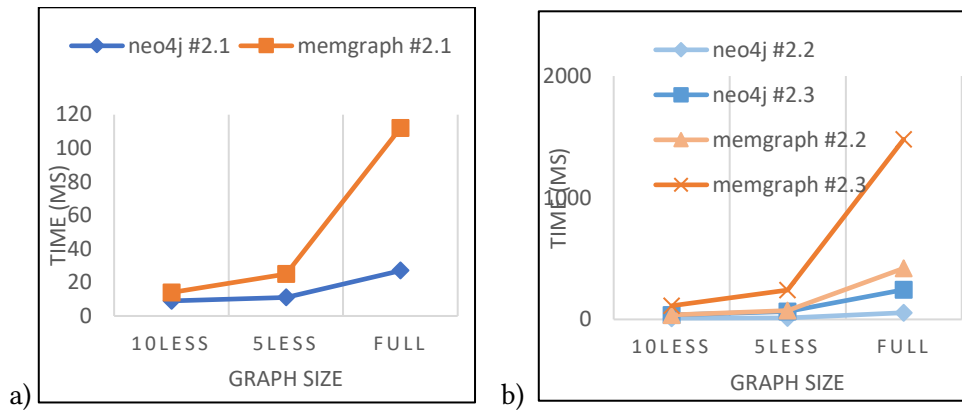 neo4j #2.1 memgraph #2.1
120
100
80
60
40
20
0
TIME (MS)
10LESS 5LESS FULL
GRAPH SIZE
a)
neo4j #2.2
neo4j #2.3
memgraph #2.2
memgraph #2.3
2000
1000
0
TIME (MS)
10LESS 5LESS FULL
GRAPH SIZE
b)